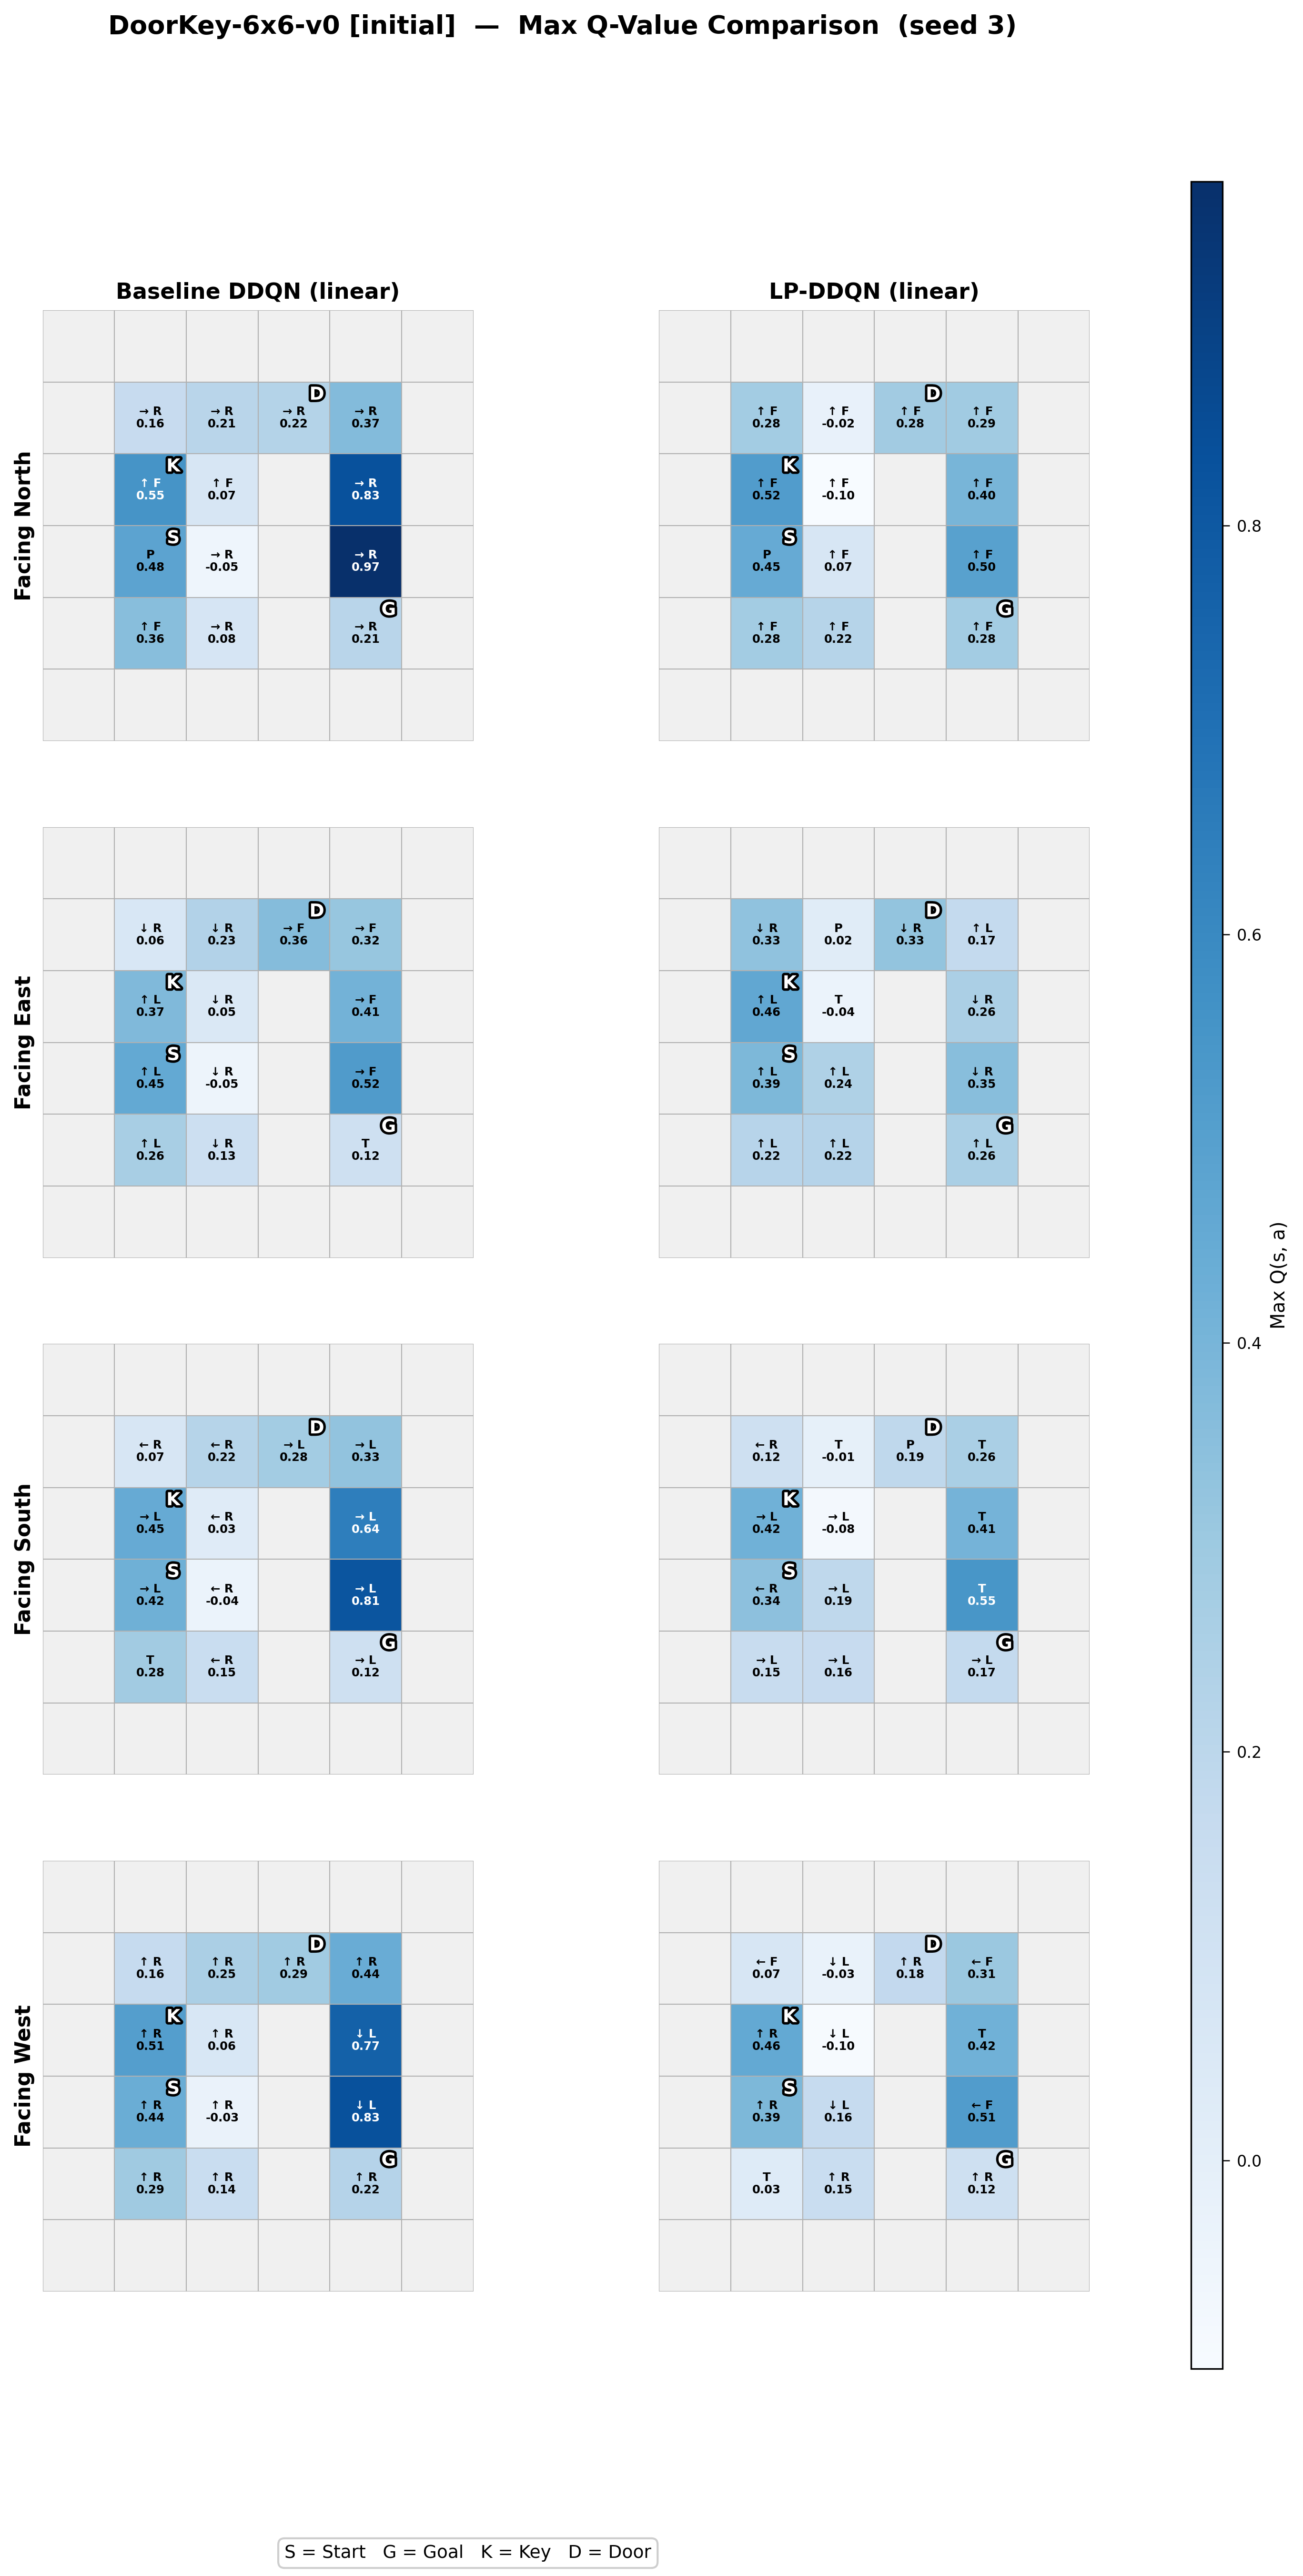 DoorKey-6x6-v0 [initial] — Max Q-Value Comparison (seed 3)
Baseline DDQN (linear)
LP-DDQN (linear)
Facing North
D
→ R → R → R → R
0.16 0.21 0.22 0.37
K
↑ F ↑ F → R
0.55 0.07 0.83
S
P → R → R
0.48 -0.05 0.97
G
↑ F → R → R
0.36 0.08 0.21
D
↑ F ↑ F ↑ F ↑ F
0.28 -0.02 0.28 0.29
K
↑ F ↑ F ↑ F
0.52 -0.10 0.40
S
P ↑ F ↑ F
0.45 0.07 0.50
G
↑ F ↑ F ↑ F
0.28 0.22 0.28
Facing East
D
↓ R ↓ R → F → F
0.06 0.23 0.36 0.32
K
↑ L ↓ R → F
0.37 0.05 0.41
S
↑ L ↓ R → F
0.45 -0.05 0.52
G
↑ L ↓ R T
0.26 0.13 0.12
D
↓ R P ↓ R ↑ L
0.33 0.02 0.33 0.17
K
↑ L T ↓ R
0.46 -0.04 0.26
S
↑ L ↑ L ↓ R
0.39 0.24 0.35
G
↑ L ↑ L ↑ L
0.22 0.22 0.26
Facing South
D
← R ← R → L → L
0.07 0.22 0.28 0.33
K
→ L ← R → L
0.45 0.03 0.64
S
→ L ← R → L
0.42 -0.04 0.81
G
T ← R → L
0.28 0.15 0.12
D
← R T P T
0.12 -0.01 0.19 0.26
K
→ L → L T
0.42 -0.08 0.41
S
← R → L T
0.34 0.19 0.55
G
→ L → L → L
0.15 0.16 0.17
Facing West
D
↑ R ↑ R ↑ R ↑ R
0.16 0.25 0.29 0.44
K
↑ R ↑ R ↓ L
0.51 0.06 0.77
S
↑ R ↑ R ↓ L
0.44 -0.03 0.83
G
↑ R ↑ R ↑ R
0.29 0.14 0.22
D
← F ↓ L ↑ R ← F
0.07 -0.03 0.18 0.31
K
↑ R ↓ L T
0.46 -0.10 0.42
S
↑ R ↓ L ← F
0.39 0.16 0.51
G
T ↑ R ↑ R
0.03 0.15 0.12
0.8
0.6
0.4
0.2
0.0
Max Q(s, a)
S = Start G = Goal K = Key D = Door